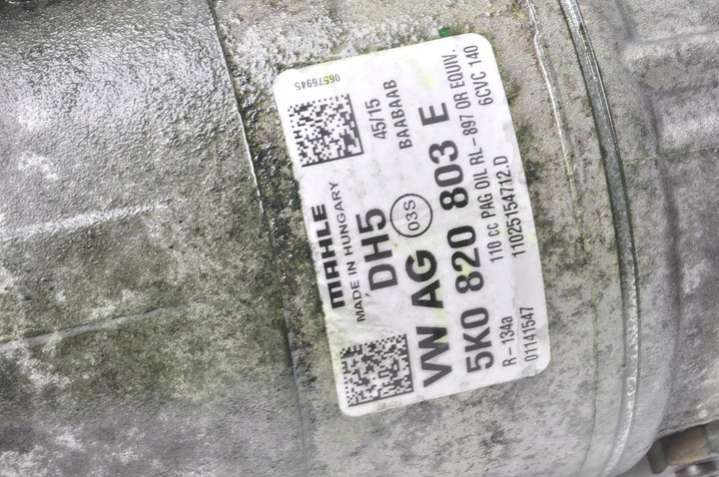 MAHLE
MADE IN HUNGARY
DH5
45/15
BAABAAB
VW AG 03S
5K0 820 803 E
110 cc PAG OIL RL-897 OR EQUIV.
R-134a
11025154712.D
6CVC 140
01141547
06576945